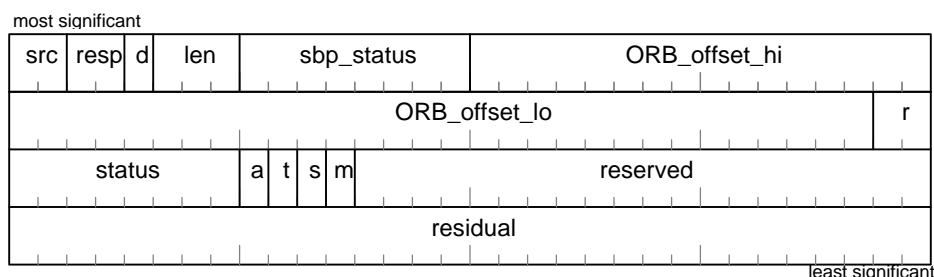 most significant
src resp d len sbp_status ORB_offset_hi
ORB_offset_lo r
status a t s m reserved
residual
least significant